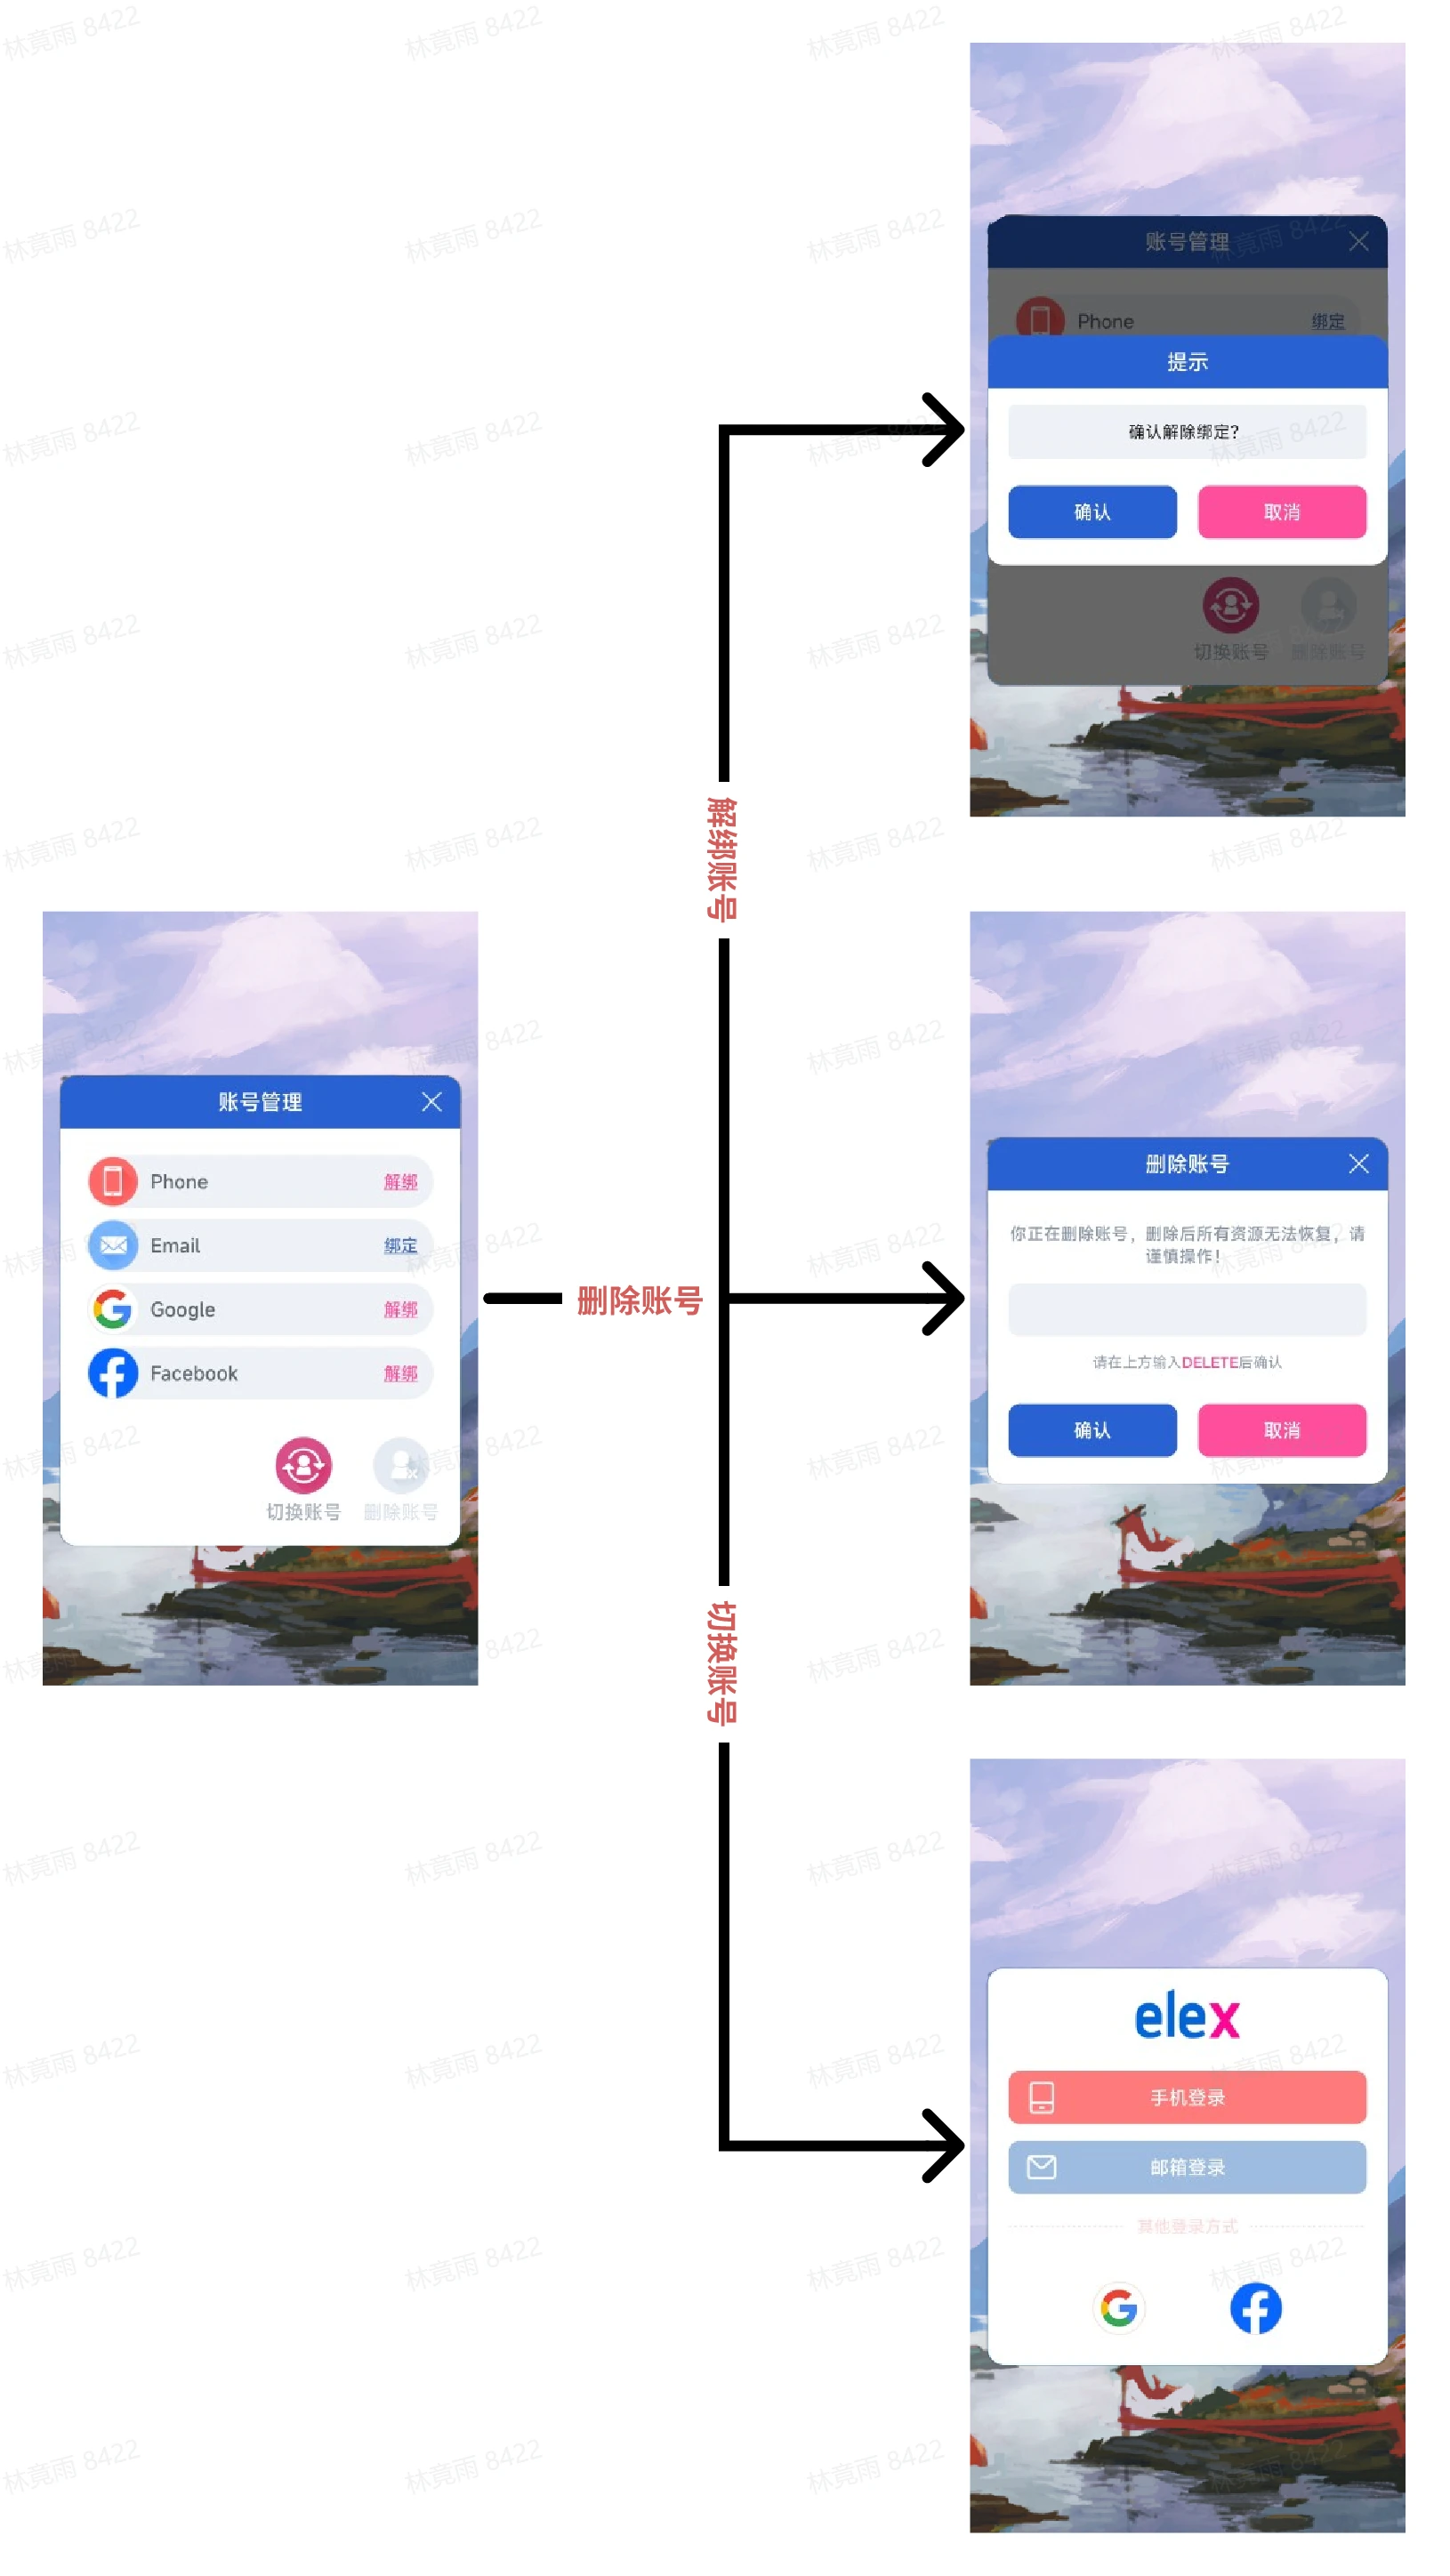 账号管理
Phone 绑定
提示
确认解除绑定?
确认 取消
切换账号 删除账号
解绑账号
账号管理
Phone 解绑
Email 绑定
Google 解绑
Facebook 解绑
切换账号 删除账号
删除账号
删除账号
你正在删除账号，删除后所有资源无法恢复，请
谨慎操作！
请在上方输入DELETE后确认
确认 取消
切换账号
elex
手机登录
邮箱登录
其他登录方式
林竟雨 8422